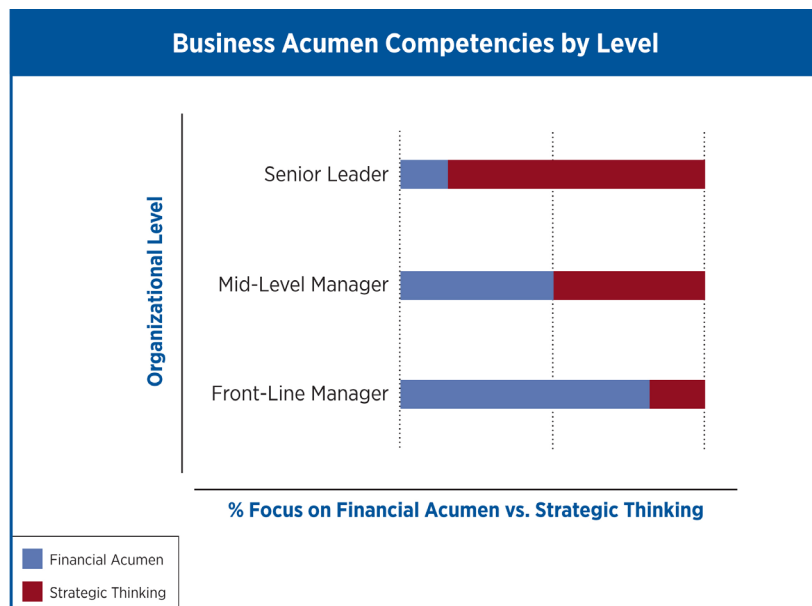 Business Acumen Competencies by Level
Organizational Level
Senior Leader
Mid-Level Manager
Front-Line Manager
% Focus on Financial Acumen vs. Strategic Thinking
Financial Acumen
Strategic Thinking